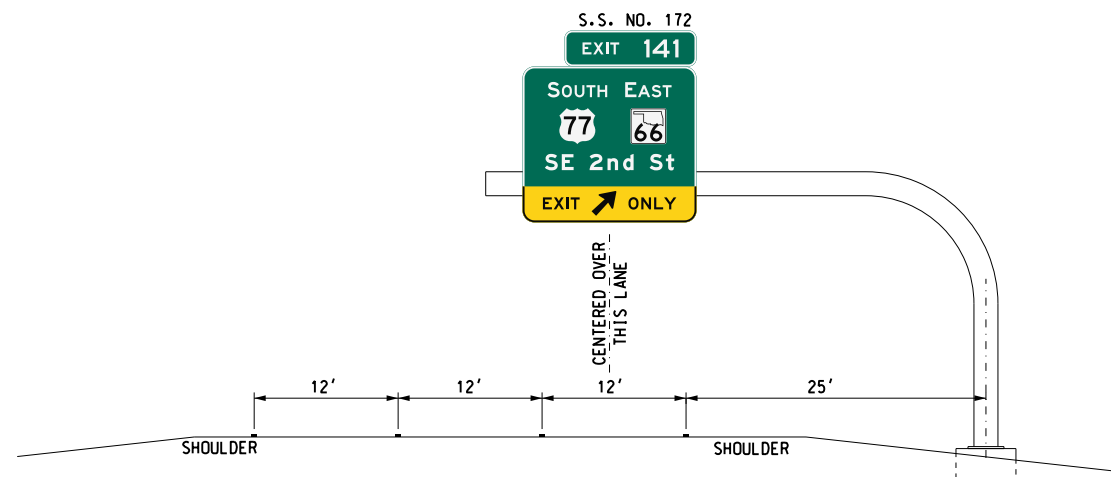 S.S. NO. 172
EXIT 141
SOUTH EAST
77 66
SE 2nd St
EXIT ONLY
CENTERED OVER
THIS LANE
12' 12' 12' 25'
SHOULDER SHOULDER